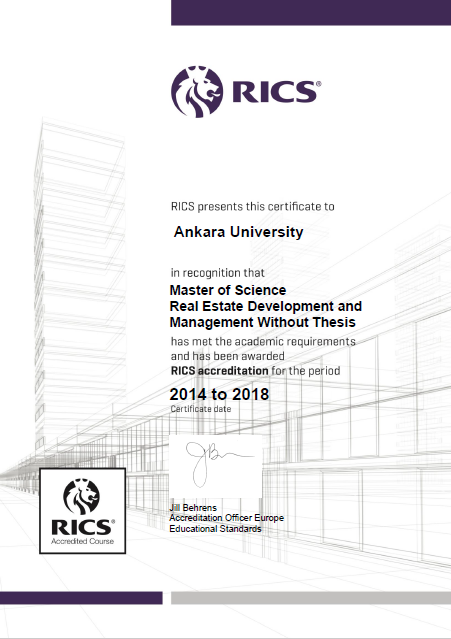 RICS®
RICS presents this certificate to
Ankara University
in recognition that
Master of Science
Real Estate Development and
Management Without Thesis
has met the academic requirements
and has been awarded
RICS accreditation for the period
2014 to 2018
Certificate date
Behrens
Accreditation Officer Europe
Educational Standards
RICS®
Accredited Course